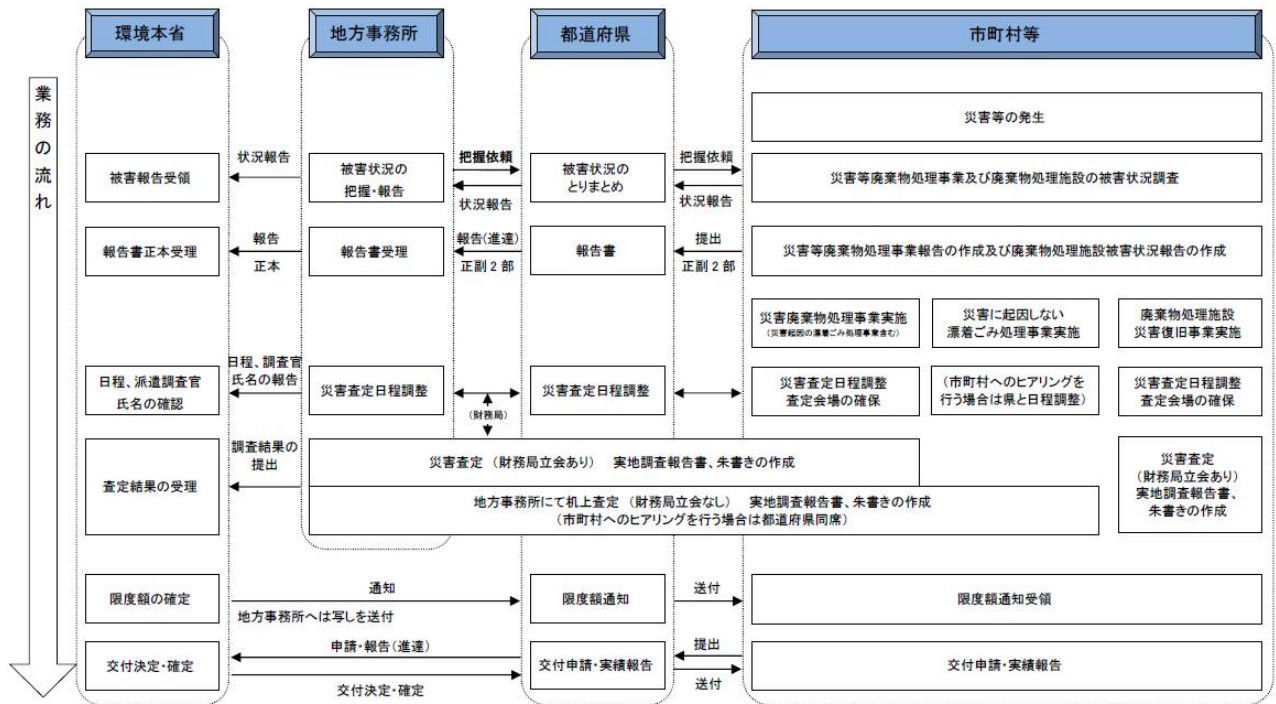 環境本省
地方事務所
都道府県
市町村等
業務の流れ
災害等の発生
被害報告受領
状況報告
被害状況の
把握・報告
把握依頼
状況報告
被害状況の
とりまとめ
把握依頼
状況報告
災害等廃棄物処理事業及び廃棄物処理施設の被害状況調査
報告書正本受理
報告
正本
報告書受理
報告(進達)
正副2部
報告書
提出
正副2部
災害等廃棄物処理事業報告の作成及び廃棄物処理施設被害状況報告の作成
災害廃棄物処理事業実施
(災害起因の漂着ごみ処理事業含む)
災害に起因しない
漂着ごみ処理事業実施
廃棄物処理施設
災害復旧事業実施
日程、派遣調査官
氏名の確認
日程、調査官
氏名の報告
災害査定日程調整
(財務局)
災害査定日程調整
災害査定日程調整
査定会場の確保
(市町村へのヒアリングを
行う場合は県と日程調整)
災害査定日程調整
査定会場の確保
査定結果の受理
調査結果の
提出
災害査定 (財務局立会あり) 実地調査報告書、朱書きの作成
地方事務所にて机上査定 (財務局立会なし) 実地調査報告書、朱書きの作成
(市町村へのヒアリングを行う場合は都道府県同席)
災害査定
(財務局立会あり)
実地調査報告書、
朱書きの作成
限度額の確定
通知
地方事務所へは写しを送付
限度額通知
送付
限度額通知受領
交付決定・確定
申請・報告(進達)
交付決定・確定
交付申請・実績報告
提出
送付
交付申請・実績報告